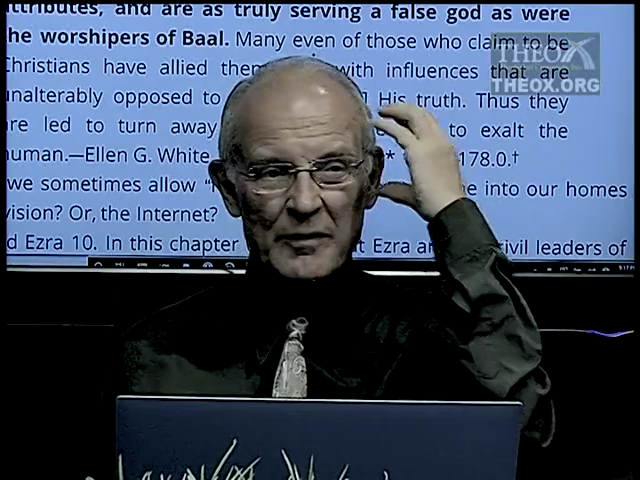 attributes, and are as truly serving a false god as were
the worshipers of Baal. Many even of those who claim to be
Christians have allied them with influences that are
unalterably opposed to His truth. Thus they
are led to turn away to exalt the
human.—Ellen G. White * 178.0.†
we sometimes allow " e into our homes
vision? Or, the Internet?
d Ezra 10. In this chapter t Ezra an civil leaders of
THEOX
THEOX.ORG